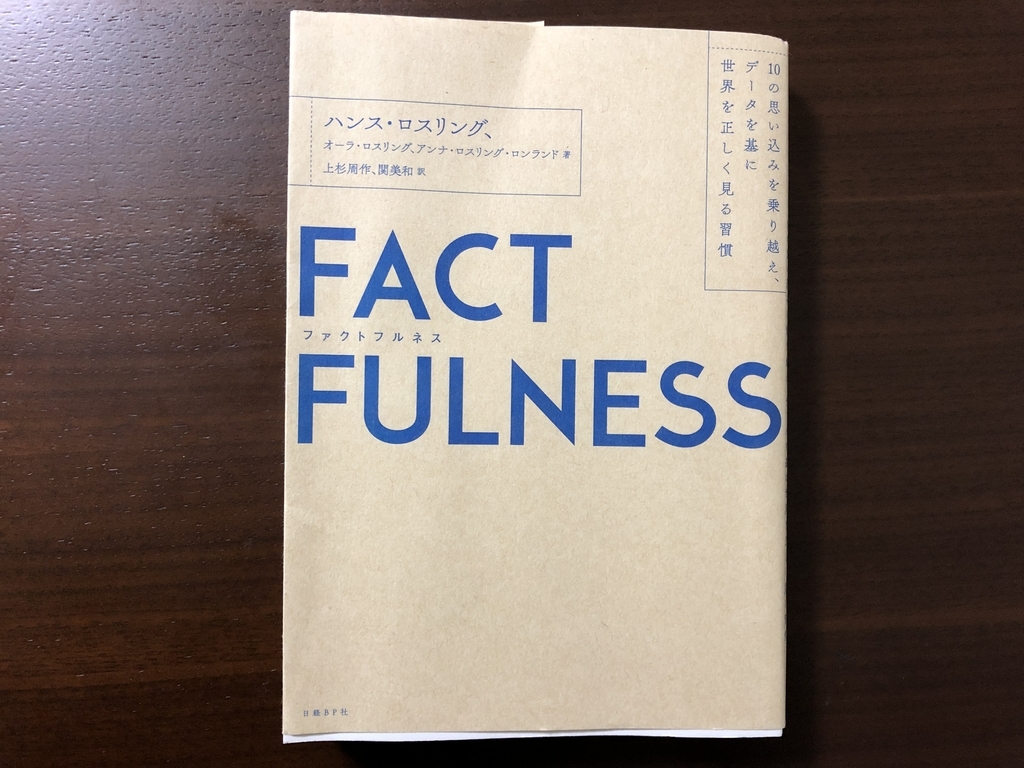 10の思い込みを乗り越え、
データを基に
世界を正しく見る習慣
ハンス・ロスリング、
オーラ・ロスリング、アンナ・ロスリング・ロンランド 著
上杉周作、関美和 訳
FACT
ファクトフルネス
FULNESS
日経BP社